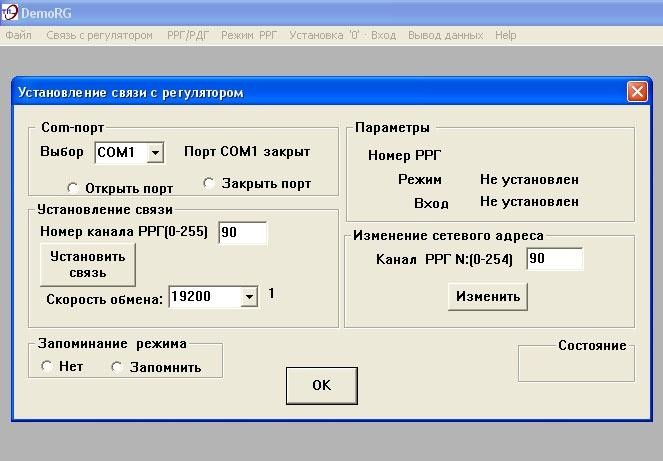 DemoRG
Файл Связь с регулятором РРГ/РДГ Режим РРГ Установка '0' · Вход Вывод данных Help
Установление связи с регулятором
Com-порт
Выбор COM1 Порт COM1 закрыт
Открыть порт Закрыть порт
Установление связи
Номер канала РРГ(0-255) 90
Установить
связь
Скорость обмена: 19200 1
Запоминание режима
Нет Запомнить
OK
Параметры
Номер РРГ
Режим Не установлен
Вход Не установлен
Изменение сетевого адреса
Канал РРГ N:(0-254) 90
Изменить
Состояние